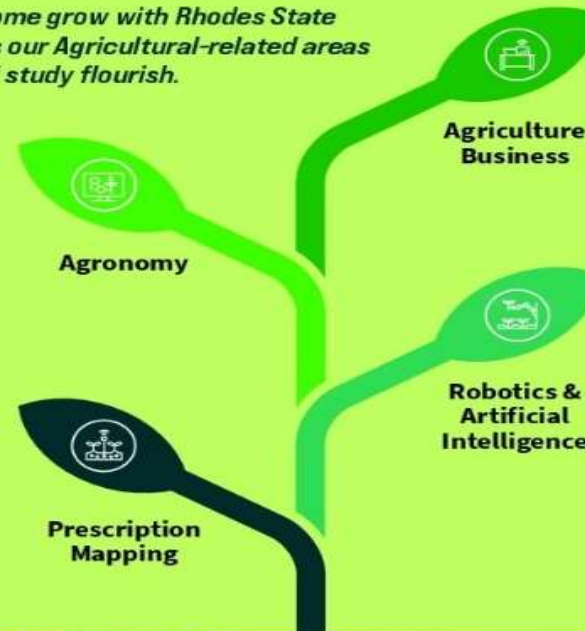 ome grow with Rhodes State
s our Agricultural-related areas
study flourish.
Agriculture
Business
Agronomy
Robotics &
Artificial
Intelligence
Prescription
Mapping